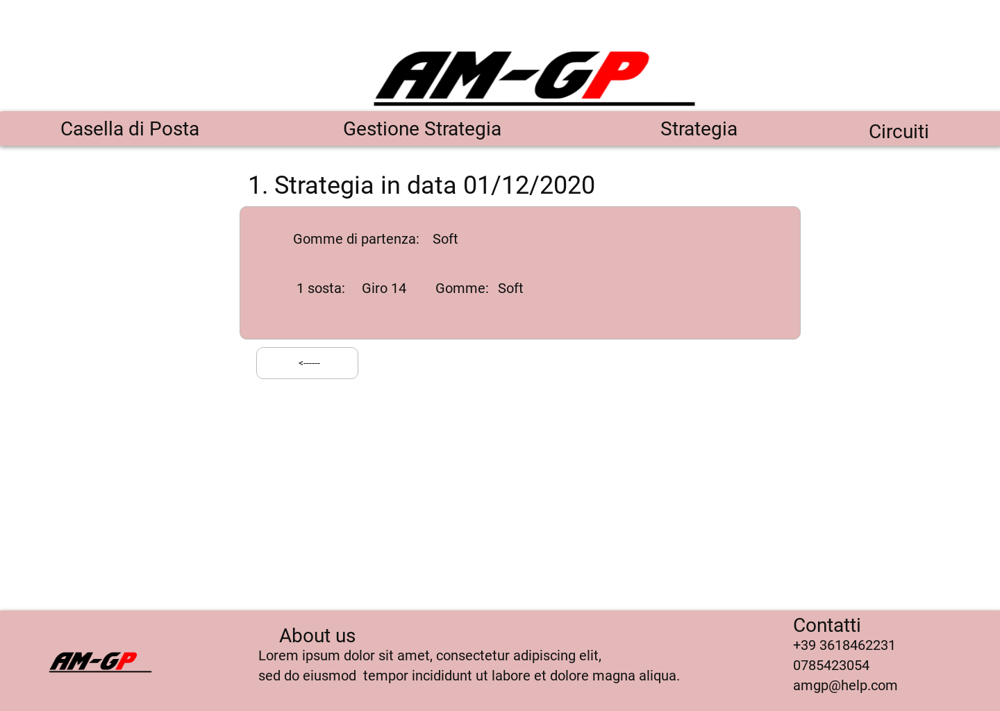 AM-GP
Casella di Posta
Gestione Strategia
Strategia
Circuiti
1. Strategia in data 01/12/2020
Gomme di partenza: Soft
1 sosta: Giro 14 Gomme: Soft
<------
AM-GP
About us
Lorem ipsum dolor sit amet, consectetur adipiscing elit,
sed do eiusmod tempor incididunt ut labore et dolore magna aliqua.
Contatti
+39 3618462231
0785423054
amgp@help.com